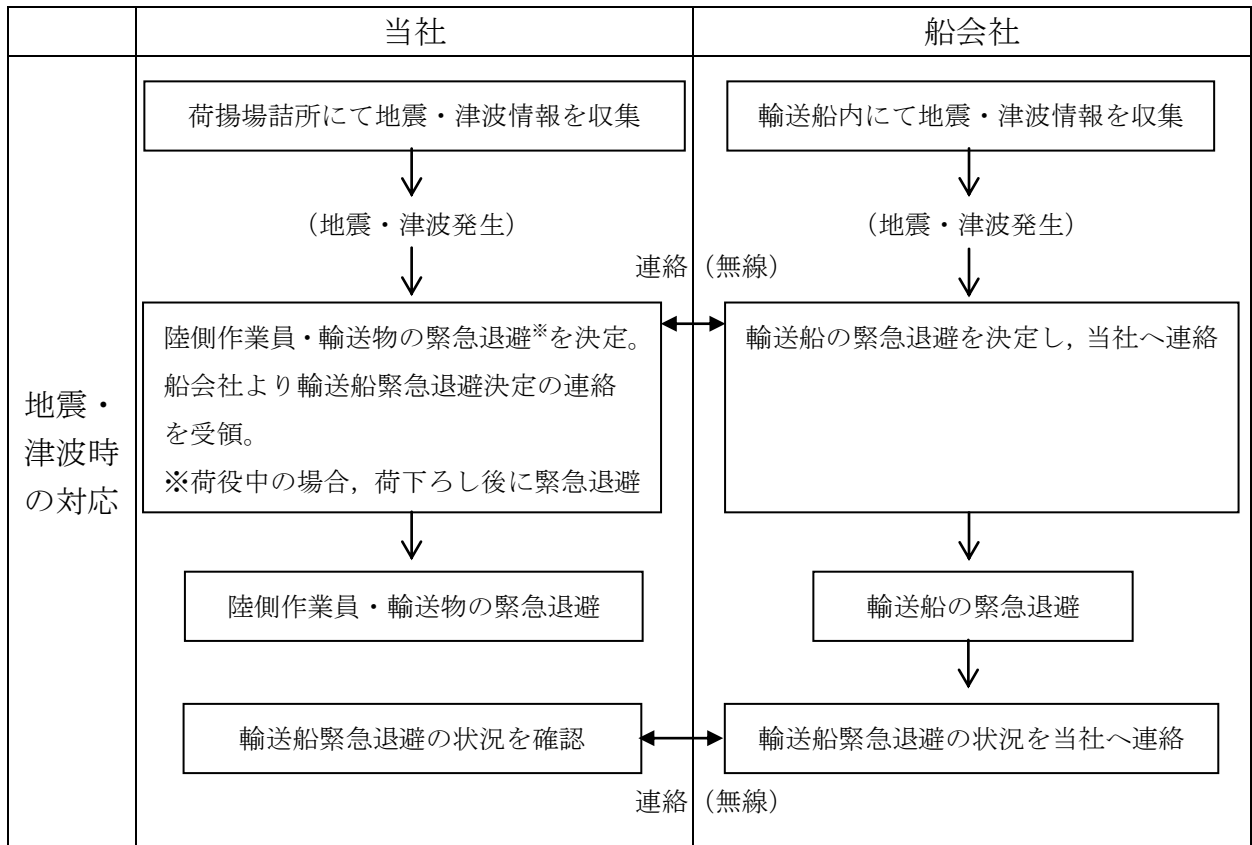 当社
船会社
地震・
津波時
の対応
荷揚場詰所にて地震・津波情報を収集
輸送船内にて地震・津波情報を収集
（地震・津波発生）
（地震・津波発生）
連絡（無線）
陸側作業員・輸送物の緊急退避※を決定。
船会社より輸送船緊急退避決定の連絡
を受領。
※荷役中の場合，荷下ろし後に緊急退避
輸送船の緊急退避を決定し，当社へ連絡
陸側作業員・輸送物の緊急退避
輸送船の緊急退避
輸送船緊急退避の状況を確認
輸送船緊急退避の状況を当社へ連絡
連絡（無線）